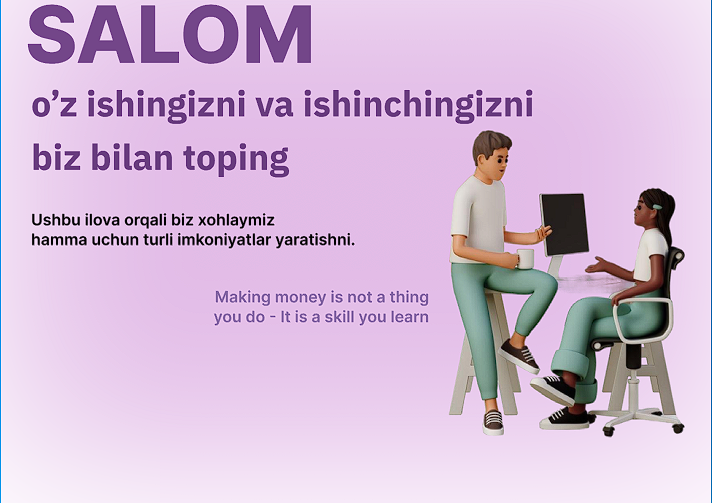 SALOM
o’z ishingizni va ishinchingizni
biz bilan toping
Ushbu ilova orqali biz xohlaymiz
hamma uchun turli imkoniyatlar yaratishni.
Making money is not a thing
you do - It is a skill you learn